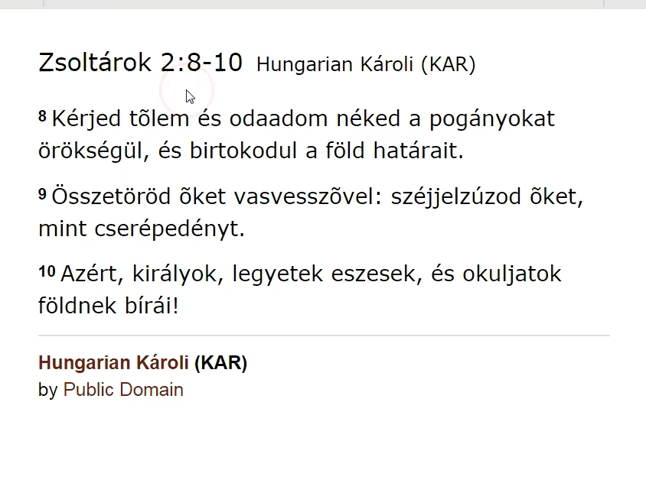 Zsoltárok 2:8-10 Hungarian Károli (KAR)
8 Kérjed tõlem és odaadom néked a pogányokat
örökségül, és birtokodul a föld határait.
9 Összetöröd õket vasvesszõvel: széjjelzúzod õket,
mint cserépedényt.
10 Azért, királyok, legyetek eszesek, és okuljatok
földnek bírái!
Hungarian Károli (KAR)
by Public Domain